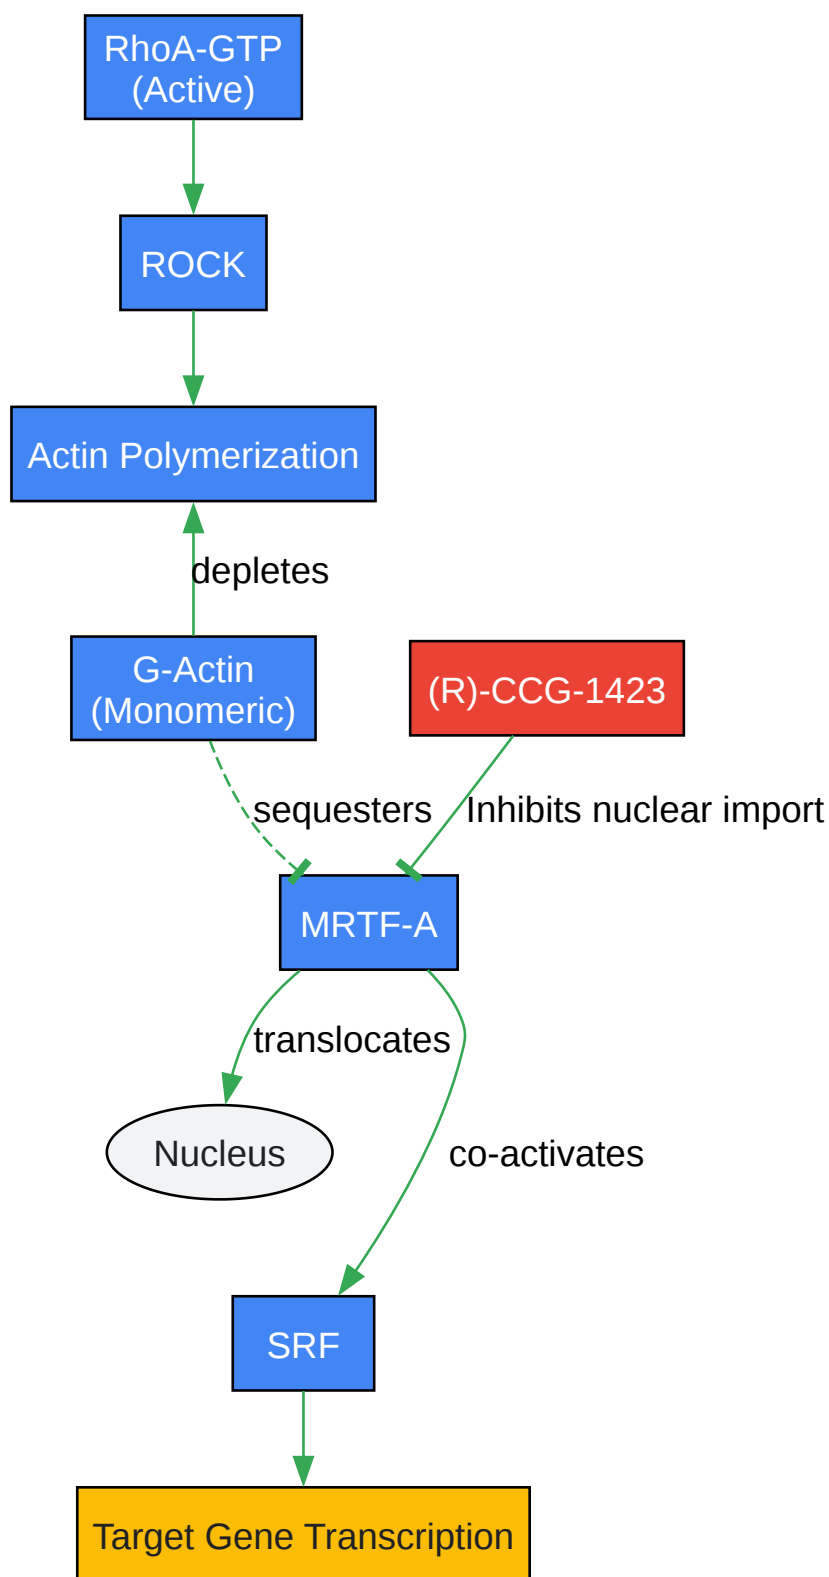 RhoA-GTP
(Active)
ROCK
Actin Polymerization
depletes
G-Actin
(Monomeric)
(R)-CCG-1423
sequesters
Inhibits nuclear import
MRTF-A
translocates
Nucleus
co-activates
SRF
Target Gene Transcription